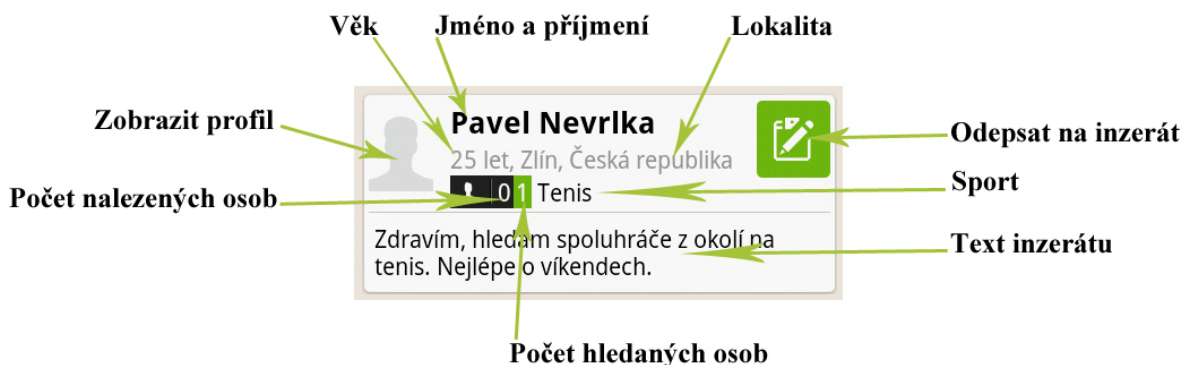 Věk
Jméno a příjmení
Lokalita
Zobrazit profil
Pavel Nevrlka
Odepsat na inzerát
25 let, Zlín, Česká republika
Sport
Počet nalezených osob
0 1 Tenis
Zdravím, hledám spoluhráče z okolí na
tenis. Nejlépe o víkendech.
Text inzerátu
Počet hledaných osob